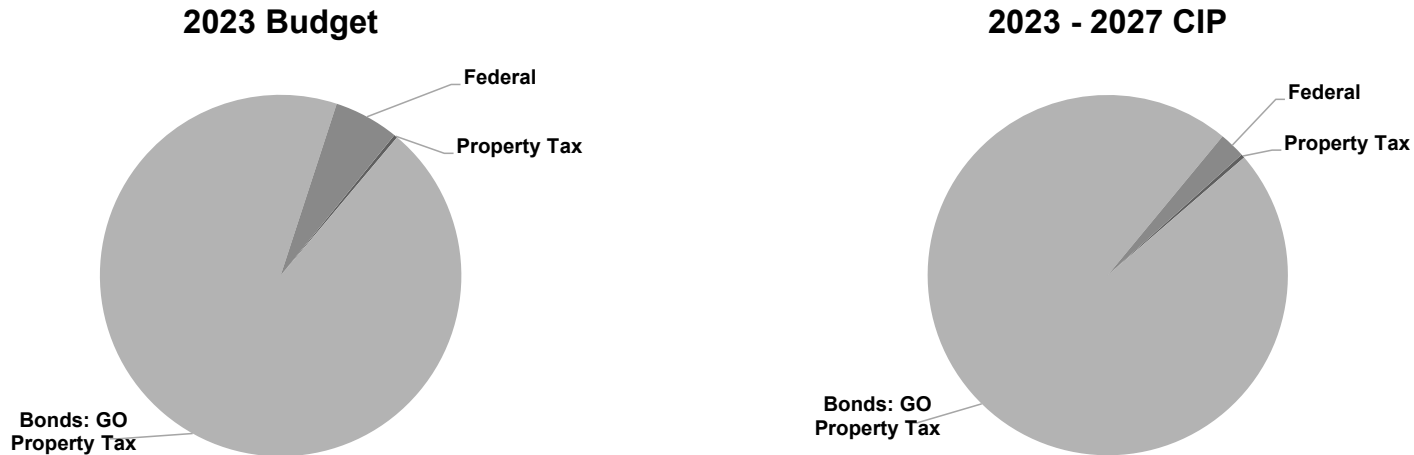 2023 Budget
Federal
Property Tax
Bonds: GO
Property Tax
2023 - 2027 CIP
Federal
Property Tax
Bonds: GO
Property Tax